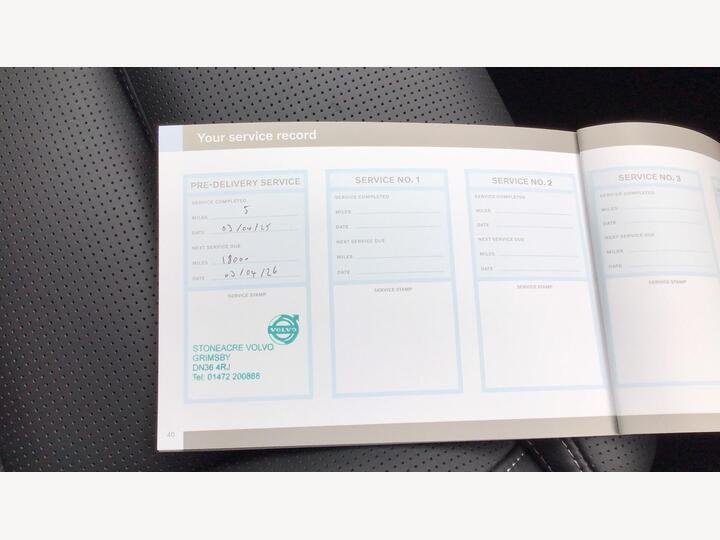 Your service record
PRE-DELIVERY SERVICE
SERVICE COMPLETED
MILES 5
DATE 03/04/25
NEXT SERVICE DUE
MILES 18000
DATE 03/04/26
SERVICE STAMP
VOLVO
STONEACRE VOLVO
GRIMSBY
DN36 4RJ
Tel: 01472 200868
SERVICE NO. 1
SERVICE COMPLETED
MILES
DATE
NEXT SERVICE DUE
MILES
DATE
SERVICE STAMP
SERVICE NO. 2
SERVICE COMPLETED
MILES
DATE
NEXT SERVICE DUE
MILES
DATE
SERVICE STAMP
SERVICE NO. 3
SERVICE COMPLETED
MILES
DATE
NEXT SERVICE DUE
MILES
DATE
SERVICE STAMP
40